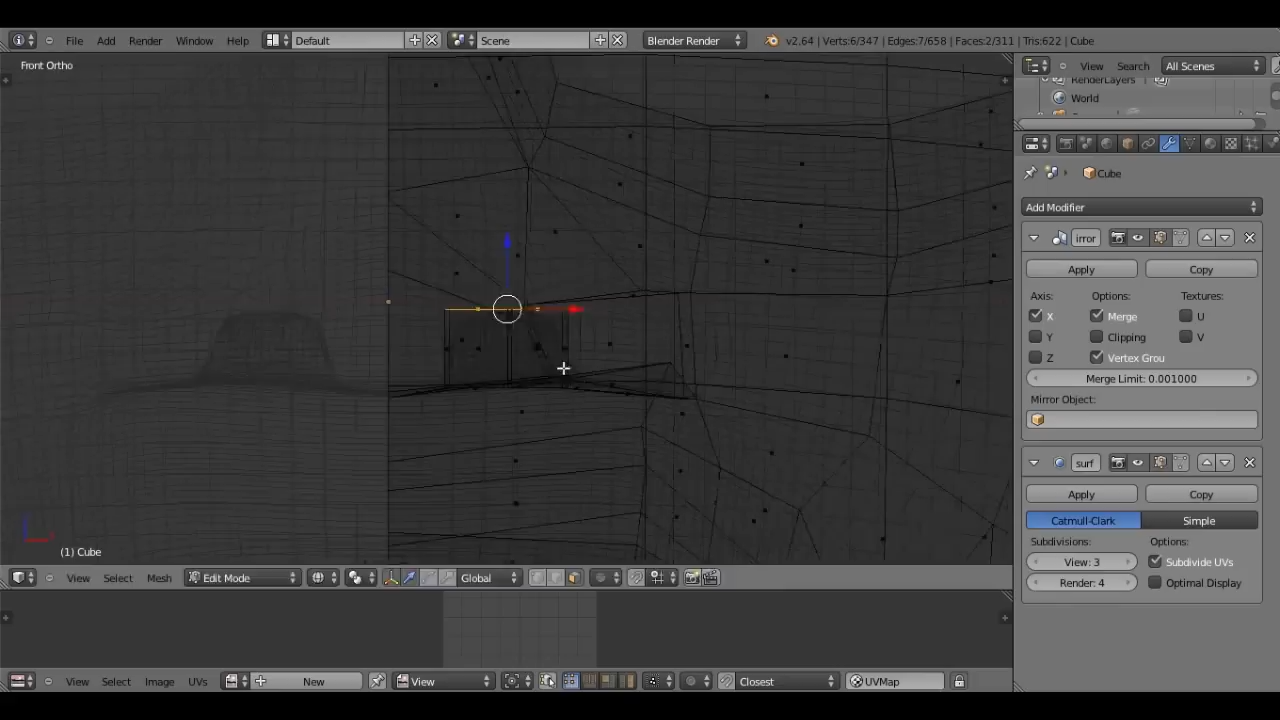 File Add Render Window Help Default Scene Blender Render v2.64 | Verts:6/347 | Edges:7/658 | Faces:2/311 | Tris:622 | Cube
Front Ortho
View Search All Scenes
RenderLayers
World
Cube
Add Modifier
irror
Apply Copy
Axis: Options: Textures:
X Merge U
Y Clipping V
Z Vertex Grou
Merge Limit: 0.001000
Mirror Object:
surf
Apply Copy
Catmull-Clark Simple
Subdivisions: Options:
View: 3 Subdivide UVs
Render: 4 Optimal Display
(1) Cube
View Select Mesh Edit Mode Global
View Select Image UVs New View Closest UVMap